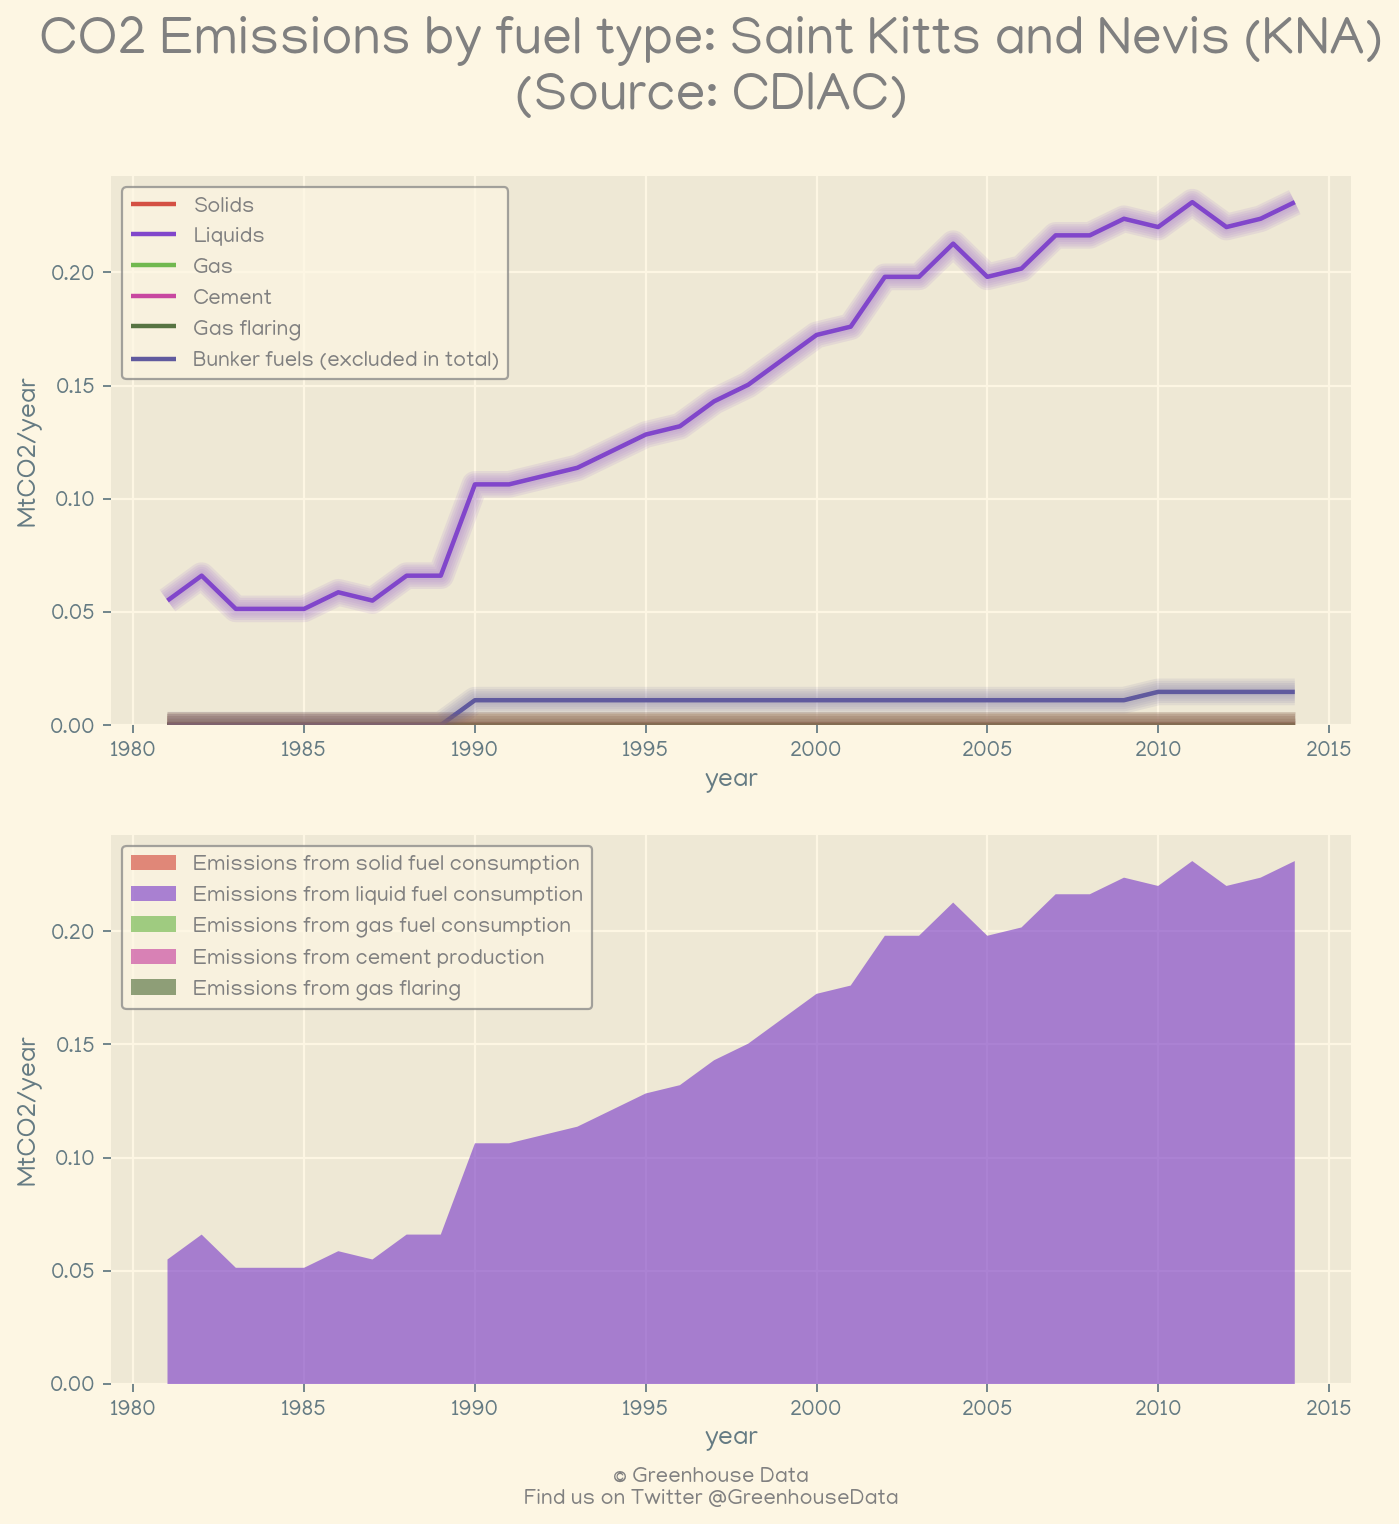 CO2 Emissions by fuel type: Saint Kitts and Nevis (KNA)
(Source: CDIAC)
Solids
Liquids
Gas
Cement
Gas flaring
Bunker fuels (excluded in total)
MtCO2/year
0.20
0.15
0.10
0.05
0.00
1980 1985 1990 1995 2000 2005 2010 2015
year
Emissions from solid fuel consumption
Emissions from liquid fuel consumption
Emissions from gas fuel consumption
Emissions from cement production
Emissions from gas flaring
MtCO2/year
0.20
0.15
0.10
0.05
0.00
1980 1985 1990 1995 2000 2005 2010 2015
year
© Greenhouse Data
Find us on Twitter @GreenhouseData